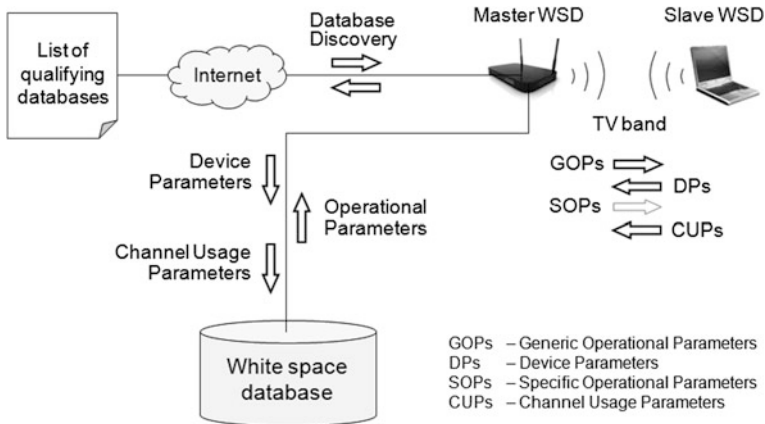 List of
qualifying
databases
Internet
Database
Discovery
Master WSD
Slave WSD
TV band
GOPs
DPs
SOPs
CUPs
Device
Parameters
Operational
Parameters
Channel Usage
Parameters
White space
database
GOPs – Generic Operational Parameters
DPs – Device Parameters
SOPs – Specific Operational Parameters
CUPs – Channel Usage Parameters